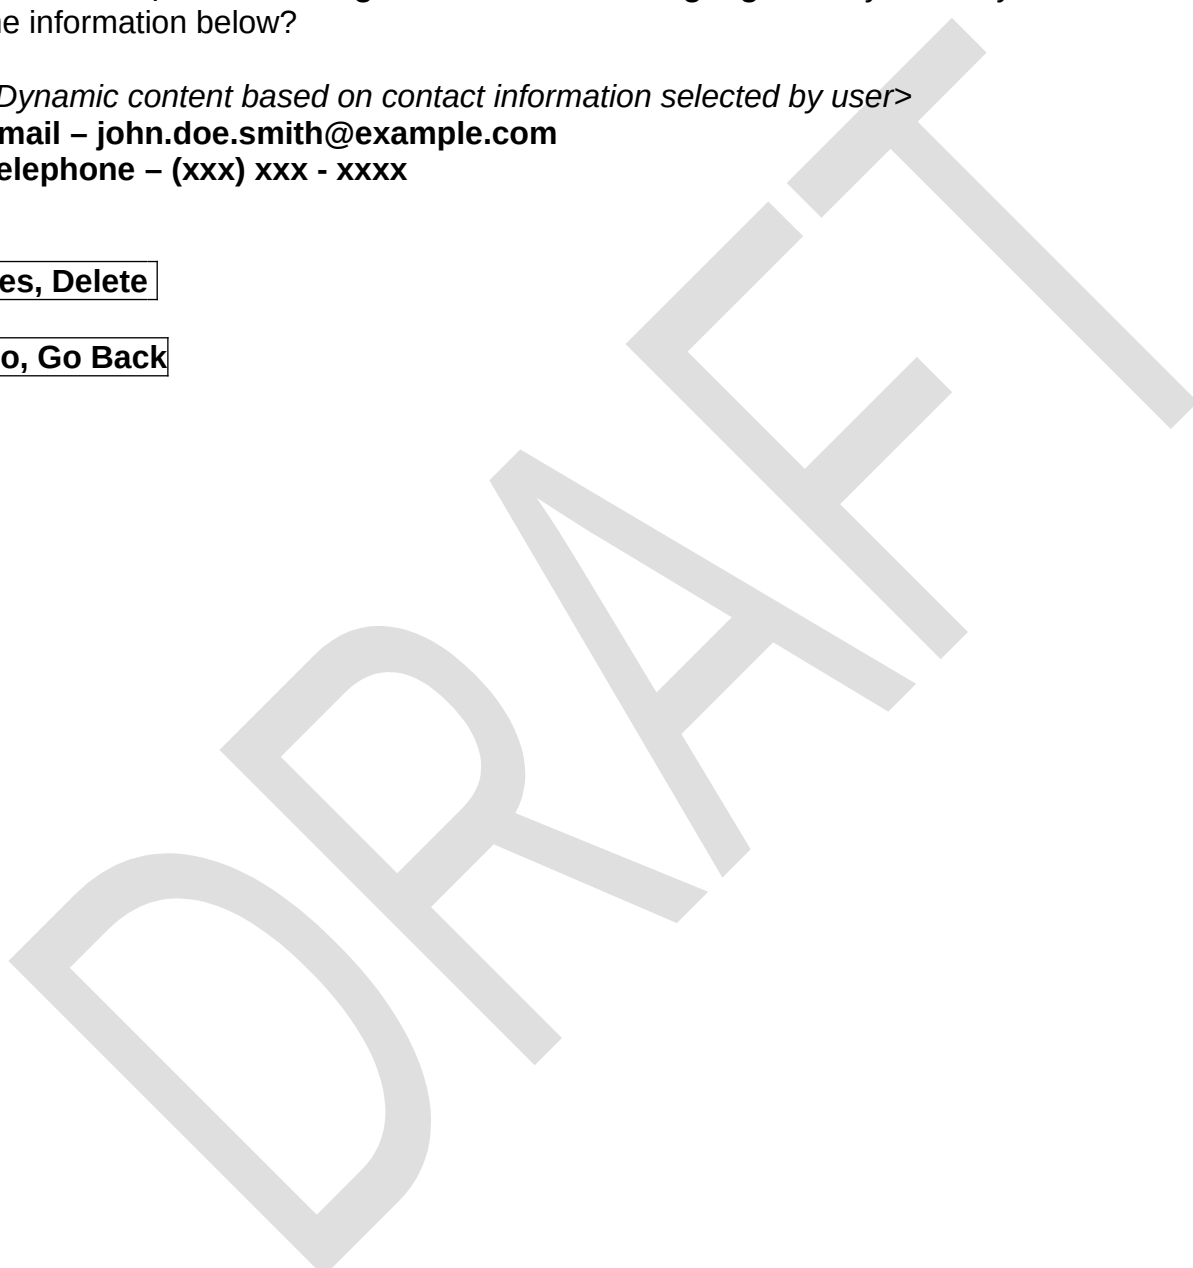 e information below?
Dynamic content based on contact information selected by user>
mail – john.doe.smith@example.com
elephone – (xxx) xxx - xxxx
es, Delete
o, Go Back
DRAFT